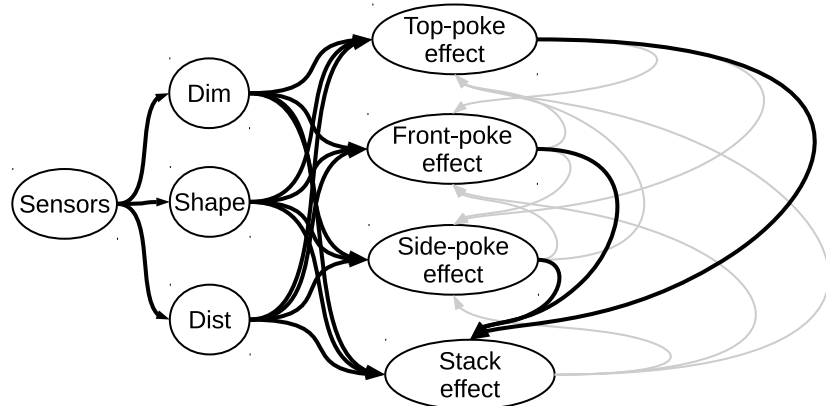 Top-poke
effect
Dim
Front-poke
effect
Sensors
Shape
Side-poke
effect
Dist
Stack
effect